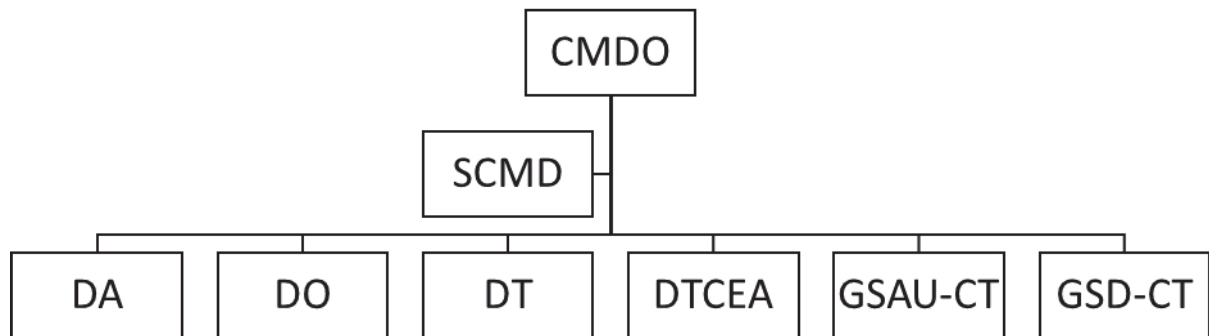 CMDO
SCMD
DA
DO
DT
DTCEA
GSAU-CT
GSD-CT